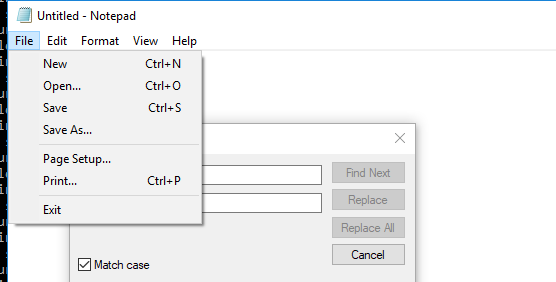 Untitled - Notepad
File Edit Format View Help
New Ctrl+N
Open... Ctrl+O
Save Ctrl+S
Save As...
Page Setup...
Print... Ctrl+P
Exit
Find Next
Replace
Replace All
Cancel
Match case